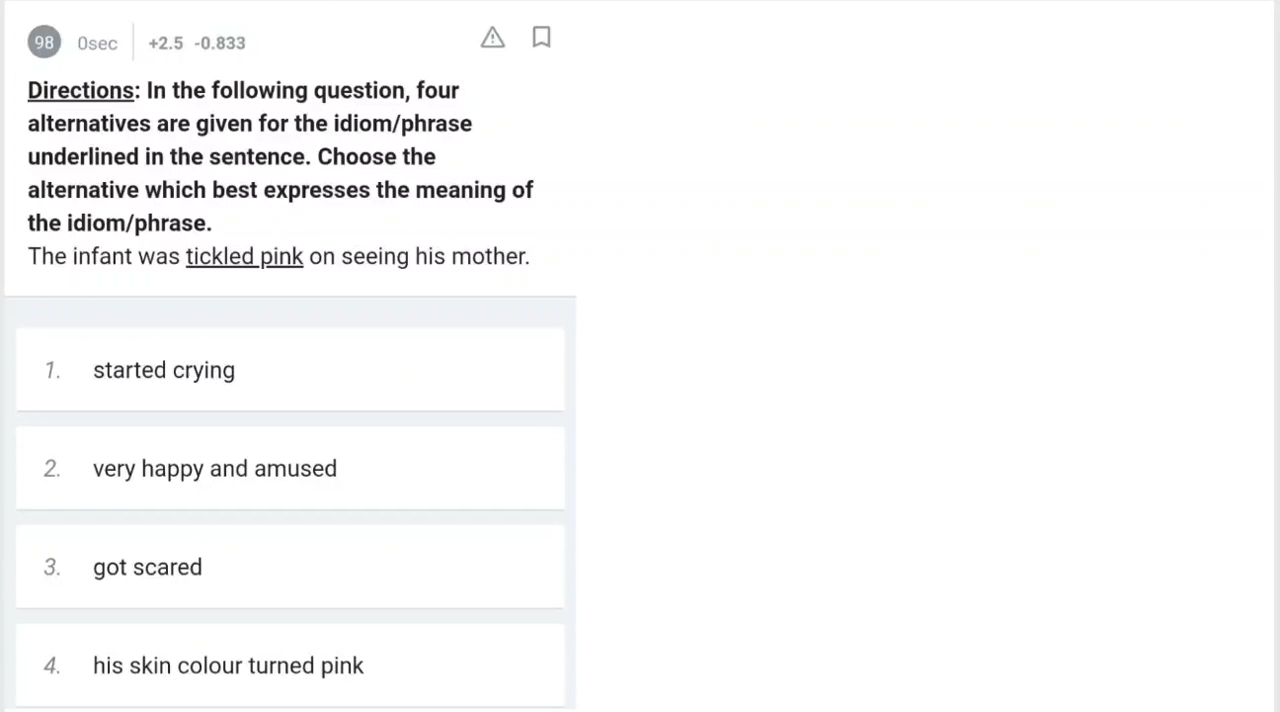 98 0sec +2.5 -0.833
Directions: In the following question, four
alternatives are given for the idiom/phrase
underlined in the sentence. Choose the
alternative which best expresses the meaning of
the idiom/phrase.
The infant was tickled pink on seeing his mother.
1. started crying
2. very happy and amused
3. got scared
4. his skin colour turned pink